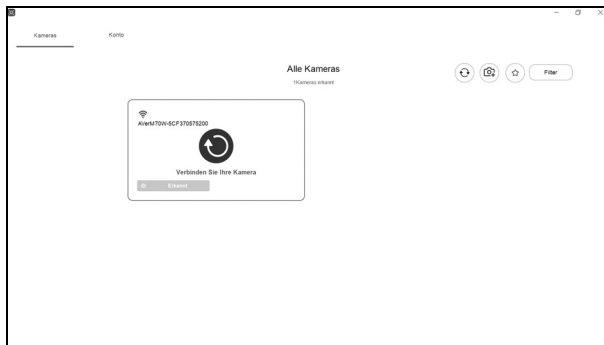 Kameras
Konto
Alle Kameras
1Kameras erkannt
Filter
AVerM70W-5CF370575200
Verbinden Sie Ihre Kamera
Erkannt